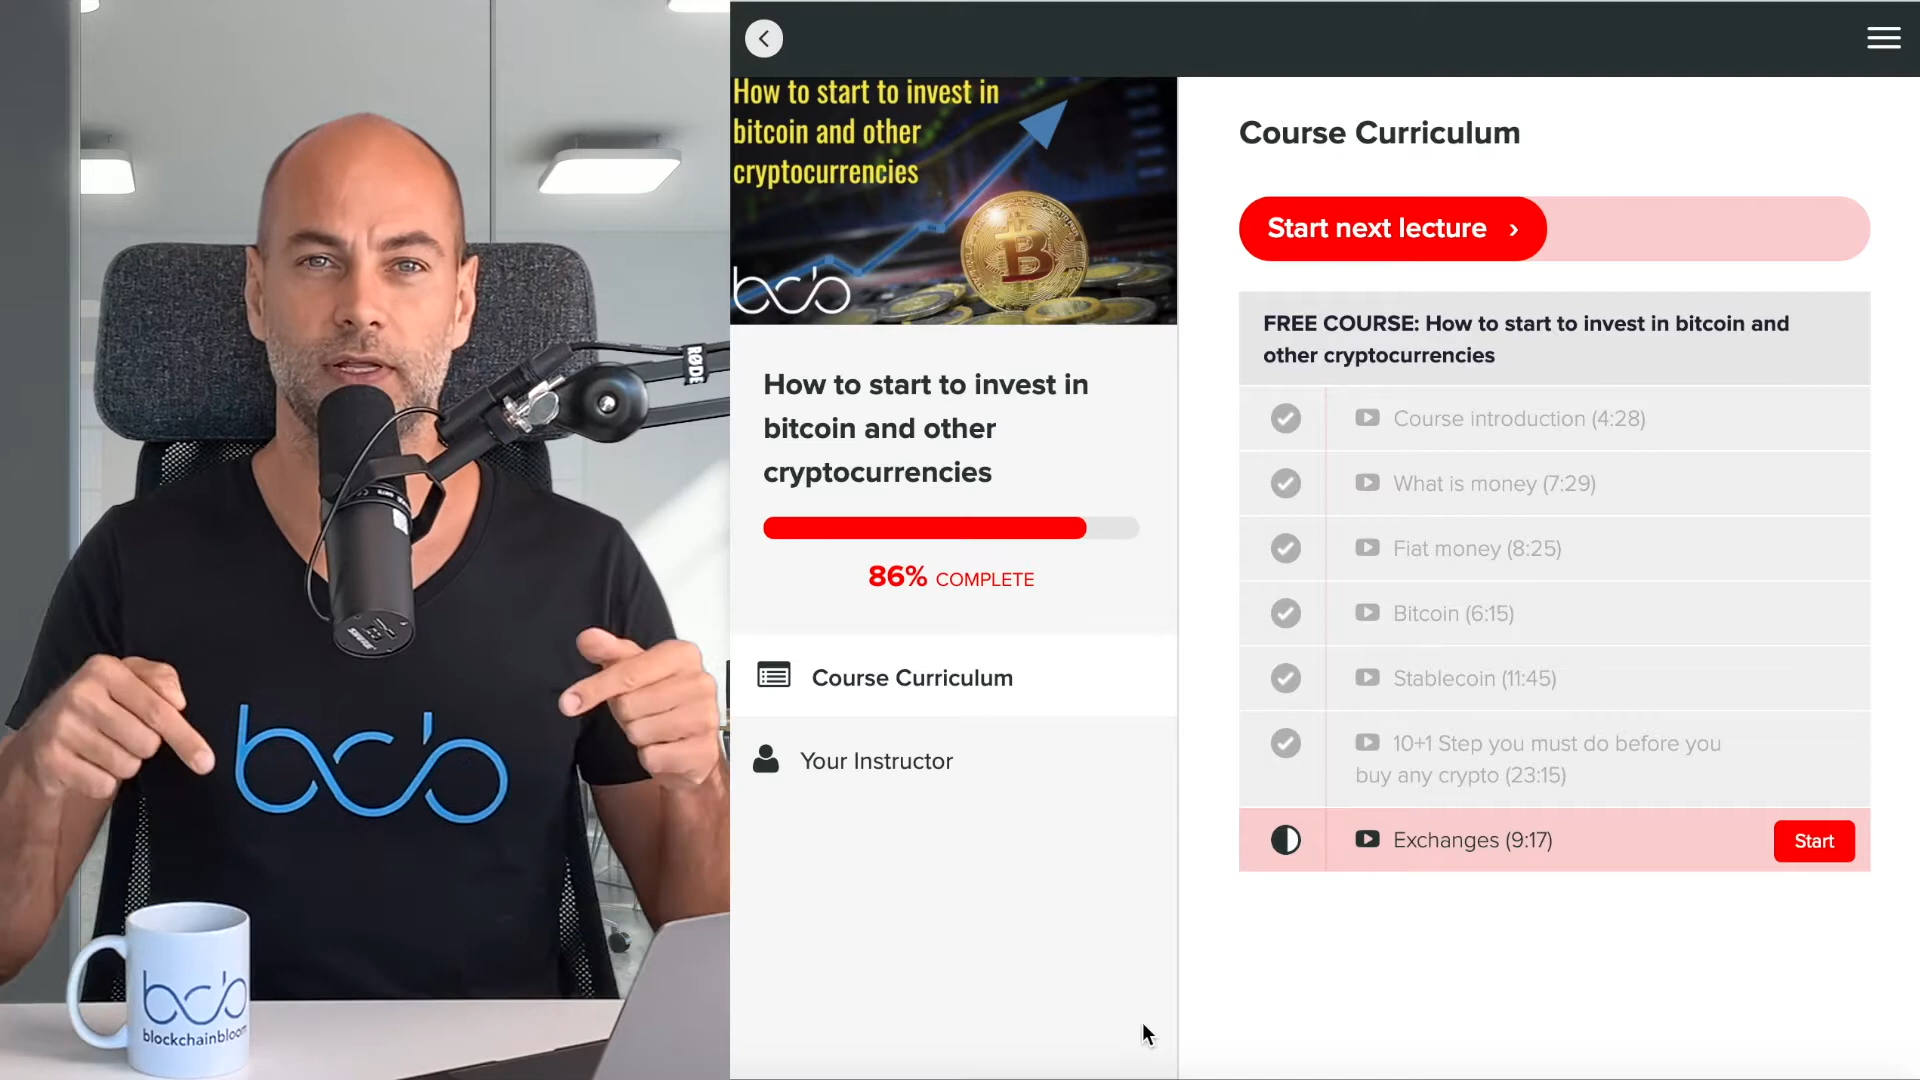 How to start to invest in
bitcoin and other
cryptocurrencies
bcb
How to start to invest in
bitcoin and other
cryptocurrencies
86% COMPLETE
Course Curriculum
Your Instructor
Course Curriculum
Start next lecture ›
FREE COURSE: How to start to invest in bitcoin and
other cryptocurrencies
Course introduction (4:28)
What is money (7:29)
Fiat money (8:25)
Bitcoin (6:15)
Stablecoin (11:45)
10+1 Step you must do before you
buy any crypto (23:15)
Exchanges (9:17)
Start
RØDE
SHURE
bcb
bcb
blockchainbloom